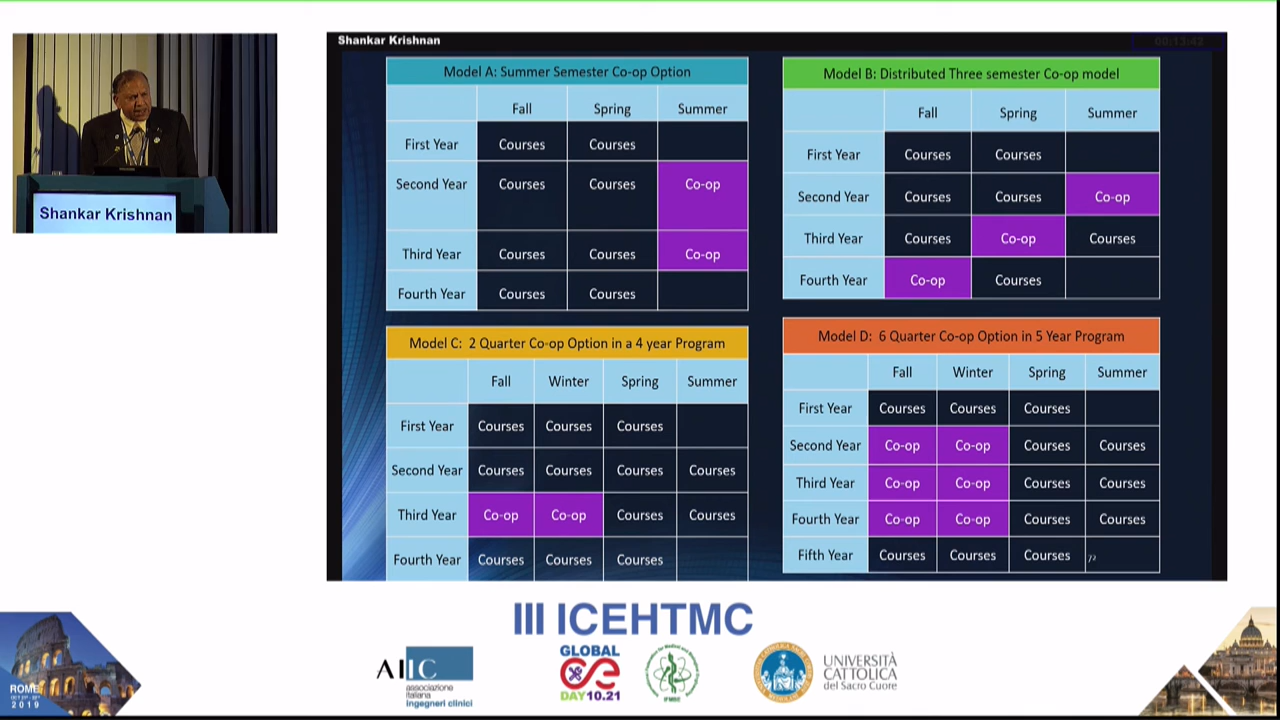 Shankar Krishnan
00:13:42
Shankar Krishnan
Model A: Summer Semester Co-op Option
Fall Spring Summer
First Year Courses Courses
Second Year Courses Courses Co-op
Third Year Courses Courses Co-op
Fourth Year Courses Courses
Model B: Distributed Three semester Co-op model
Fall Spring Summer
First Year Courses Courses
Second Year Courses Courses Co-op
Third Year Courses Co-op Courses
Fourth Year Co-op Courses
Model C: 2 Quarter Co-op Option in a 4 year Program
Fall Winter Spring Summer
First Year Courses Courses Courses
Second Year Courses Courses Courses Courses
Third Year Co-op Co-op Courses Courses
Fourth Year Courses Courses Courses
Model D: 6 Quarter Co-op Option in 5 Year Program
Fall Winter Spring Summer
First Year Courses Courses Courses
Second Year Co-op Co-op Courses Courses
Third Year Co-op Co-op Courses Courses
Fourth Year Co-op Co-op Courses Courses
Fifth Year Courses Courses Courses
72
III ICEHTMC
ROME
2019
AIIC
associazione
italiana
ingegneri clinici
GLOBAL
CE
DAY10.21
IFMBE
UNIVERSITÀ
CATTOLICA
del Sacro Cuore